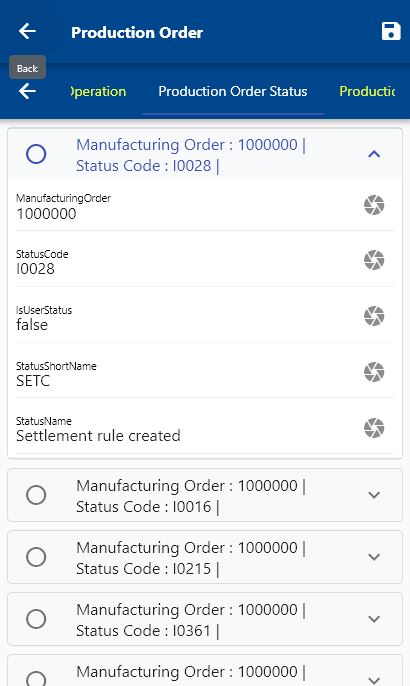 Production Order
Back
Operation Production Order Status Productio
Manufacturing Order : 1000000 |
Status Code : I0028 |
ManufacturingOrder
1000000
StatusCode
I0028
IsUserStatus
false
StatusShortName
SETC
StatusName
Settlement rule created
Manufacturing Order : 1000000 |
Status Code : I0016 |
Manufacturing Order : 1000000 |
Status Code : I0215 |
Manufacturing Order : 1000000 |
Status Code : I0361 |
Manufacturing Order : 1000000 |